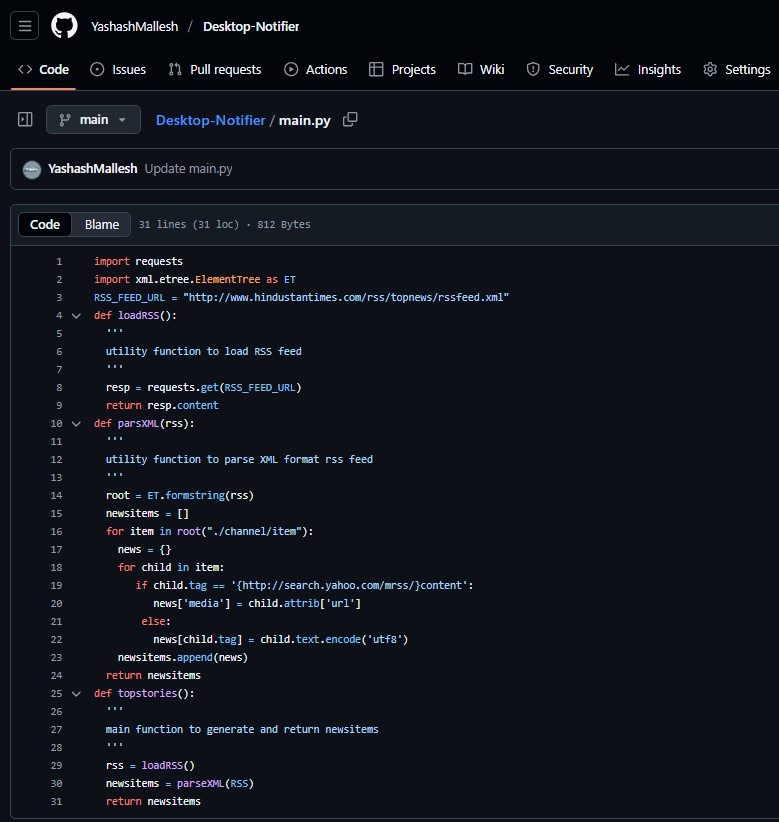 YashashMallesh / Desktop-Notifier
Code Issues Pull requests Actions Projects Wiki Security Insights Settings
main Desktop-Notifier / main.py
YashashMallesh Update main.py
Code Blame 31 lines (31 loc) · 812 Bytes
1 import requests
2 import xml.etree.ElementTree as ET
3 RSS_FEED_URL = "http://www.hindustantimes.com/rss/topnews/rssfeed.xml"
4 def loadRSS():
5 '''
6 utility function to load RSS feed
7 '''
8 resp = requests.get(RSS_FEED_URL)
9 return resp.content
10 def parsXML(rss):
11 '''
12 utility function to parse XML format rss feed
13 '''
14 root = ET.formstring(rss)
15 newsitems = []
16 for item in root("./channel/item"):
17 news = {}
18 for child in item:
19 if child.tag == '{http://search.yahoo.com/mrss/}content':
20 news['media'] = child.attrib['url']
21 else:
22 news[child.tag] = child.text.encode('utf8')
23 newsitems.append(news)
24 return newsitems
25 def topstories():
26 '''
27 main function to generate and return newsitems
28 '''
29 rss = loadRSS()
30 newsitems = parseXML(RSS)
31 return newsitems